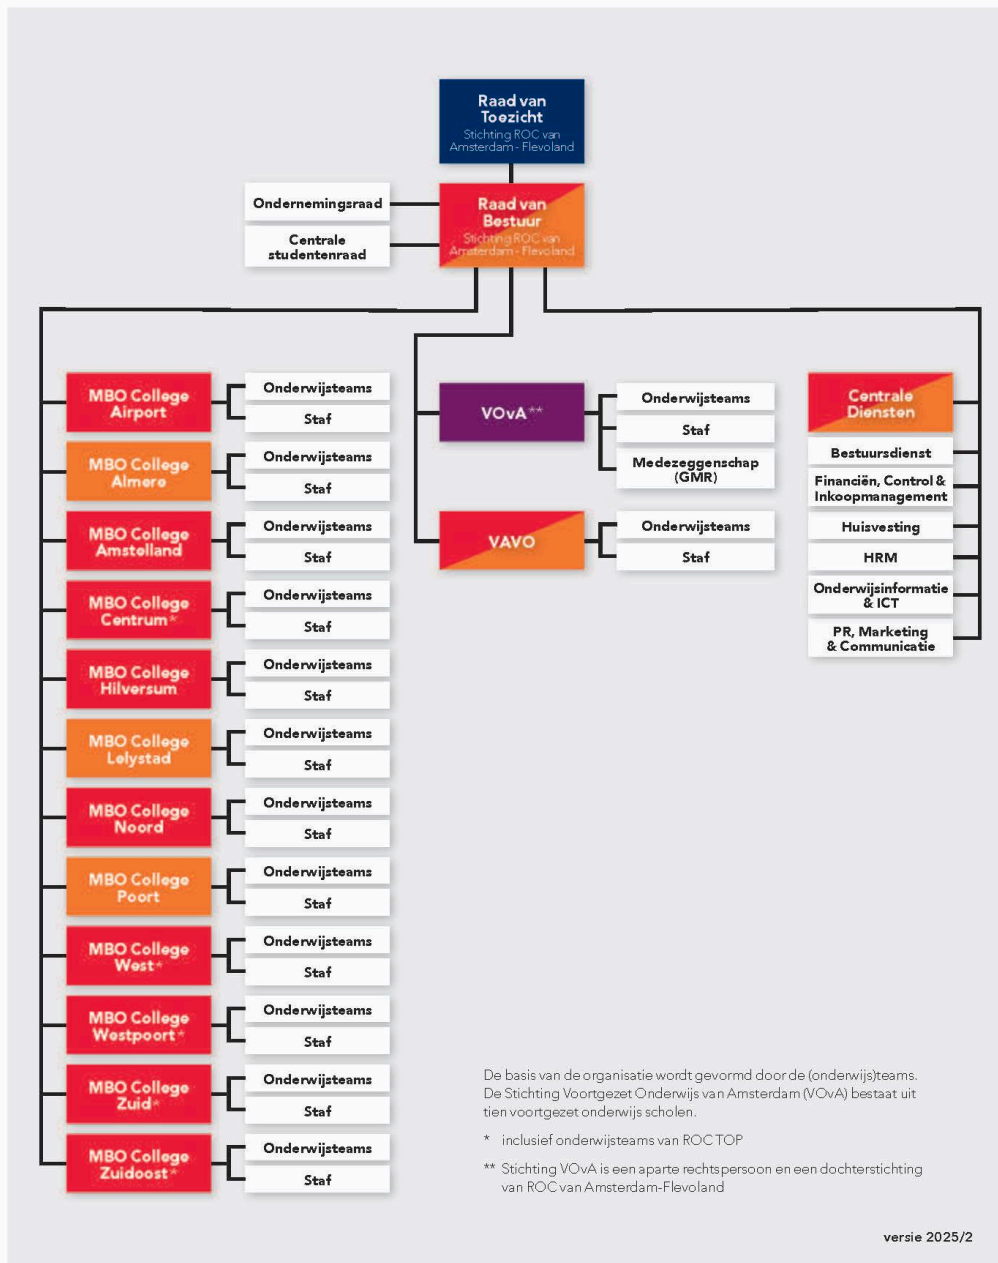 Raad van
Toezicht
Stichting ROC van
Amsterdam - Flevoland
Ondernemingsraad
Centrale
studentenraad
Raad van
Bestuur
Stichting ROC van
Amsterdam - Flevoland
MBO College
Airport
Onderwijsteams
Staf
MBO College
Almere
Onderwijsteams
Staf
MBO College
Amstelland
Onderwijsteams
Staf
MBO College
Centrum*
Onderwijsteams
Staf
MBO College
Hilversum
Onderwijsteams
Staf
MBO College
Lelystad
Onderwijsteams
Staf
MBO College
Noord
Onderwijsteams
Staf
MBO College
Poort
Onderwijsteams
Staf
MBO College
West*
Onderwijsteams
Staf
MBO College
Westpoort*
Onderwijsteams
Staf
MBO College
Zuid*
Onderwijsteams
Staf
MBO College
Zuidoost*
Onderwijsteams
Staf
VOvA**
Onderwijsteams
Staf
Medezeggenschap
(GMR)
VAVO
Onderwijsteams
Staf
Centrale
Diensten
Bestuursdienst
Financiën, Control &
Inkoopmanagement
Huisvesting
HRM
Onderwijsinformatie
& ICT
PR, Marketing
& Communicatie
De basis van de organisatie wordt gevormd door de (onderwijs)teams.
De Stichting Voortgezet Onderwijs van Amsterdam (VOvA) bestaat uit
tien voortgezet onderwijs scholen.
* inclusief onderwijsteams van ROC TOP
** Stichting VOvA is een aparte rechtspersoon en een dochterstichting
van ROC van Amsterdam-Flevoland
versie 2025/2